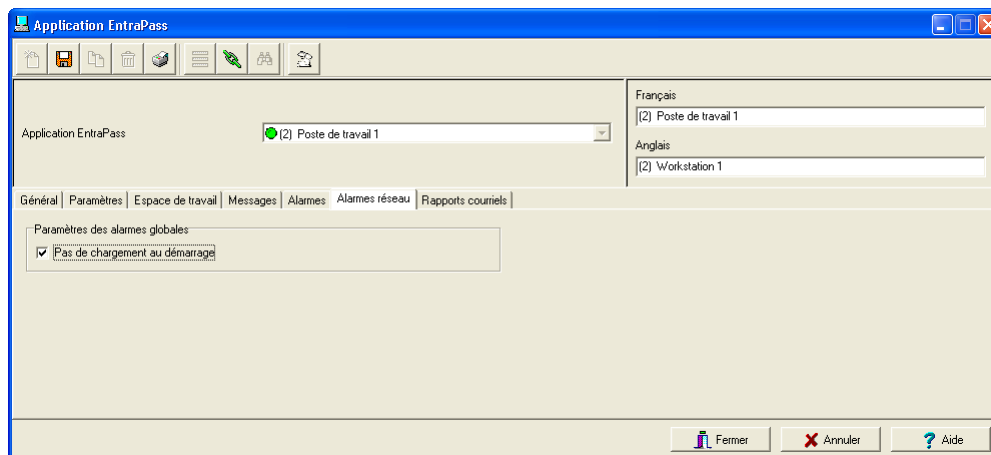 Application EntraPass
Français
(2) Poste de travail 1
Application EntraPass
(2) Poste de travail 1
Anglais
(2) Workstation 1
Général
Paramètres
Espace de travail
Messages
Alarmes
Alarmes réseau
Rapports courriels
Paramètres des alarmes globales
Pas de chargement au démarrage
Fermer
Annuler
Aide